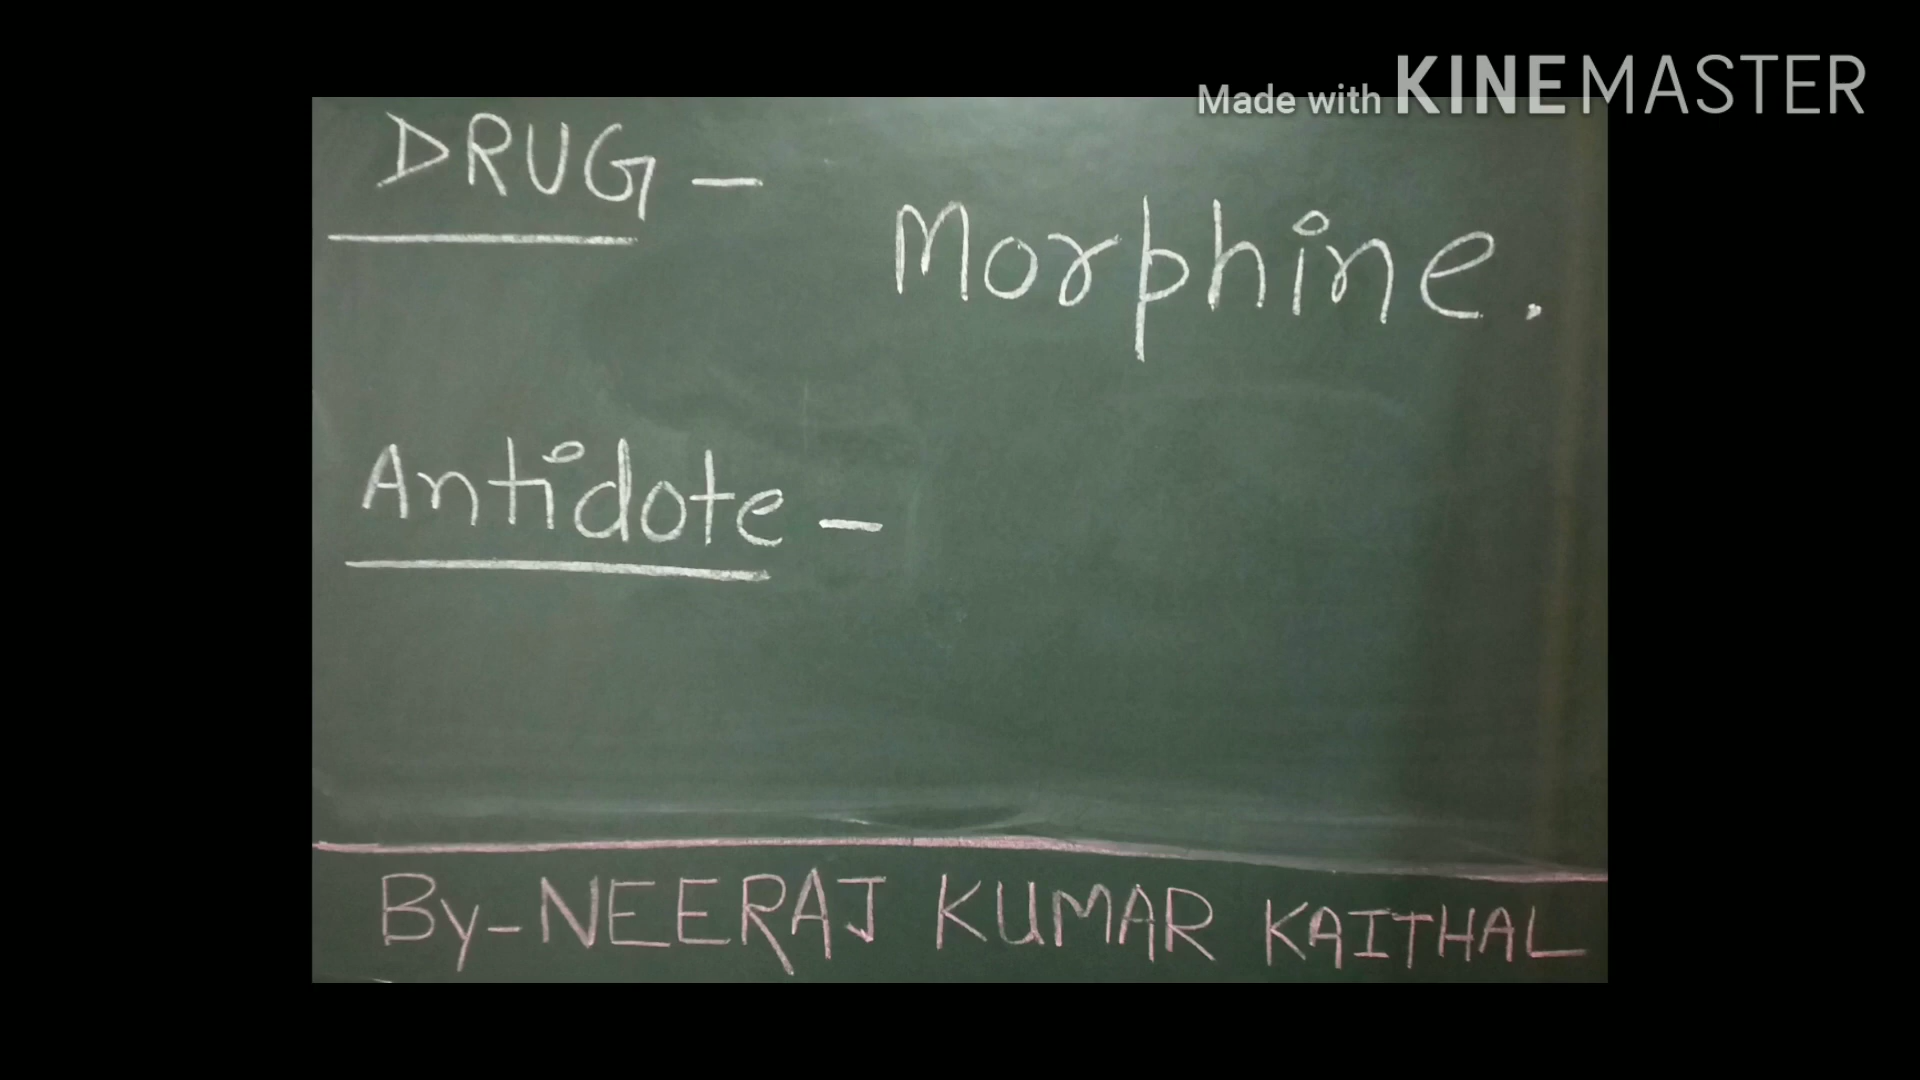 Made with KINEMASTER
DRUG -
Morphine.
Antidote -
By-NEERAJ KUMAR KAITHAL